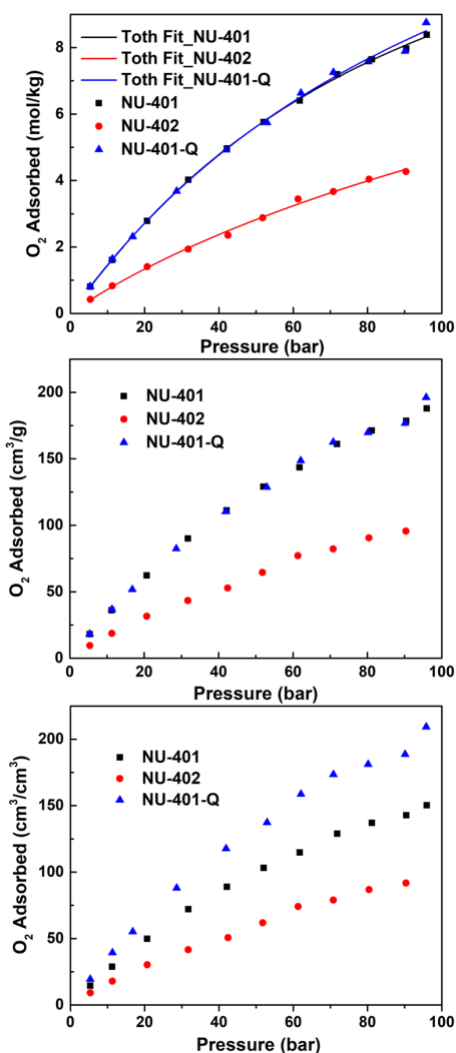 Toth Fit_NU-401
Toth Fit_NU-402
Toth Fit_NU-401-Q
NU-401
NU-402
NU-401-Q
O2 Adsorbed (mol/kg)
8
6
4
2
0
0 20 40 60 80 100
Pressure (bar)
NU-401
NU-402
NU-401-Q
O2 Adsorbed (cm³/g)
200
150
100
50
0
0 20 40 60 80 100
Pressure (bar)
NU-401
NU-402
NU-401-Q
O2 Adsorbed (cm³/cm³)
200
150
100
50
0
0 20 40 60 80 100
Pressure (bar)